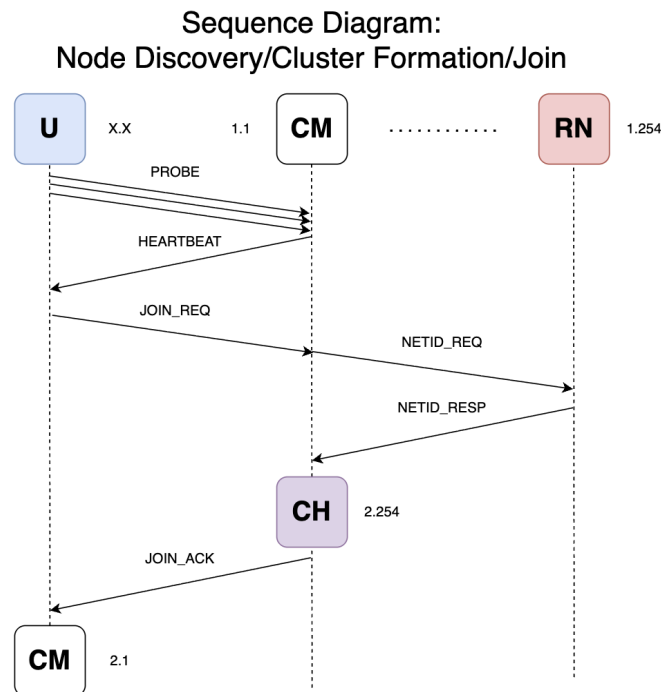 Sequence Diagram:
Node Discovery/Cluster Formation/Join
U X.X 1.1 CM ............ RN 1.254
PROBE
HEARTBEAT
JOIN_REQ
NETID_REQ
NETID_RESP
CH 2.254
JOIN_ACK
CM 2.1